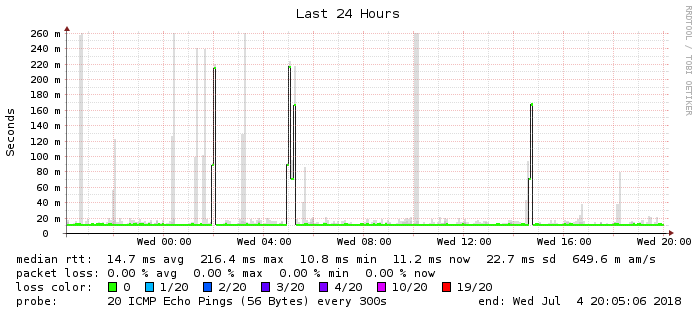 Last 24 Hours
RRDTOOL / TOBI OETIKER
Seconds
260 m
240 m
220 m
200 m
180 m
160 m
140 m
120 m
100 m
80 m
60 m
40 m
20 m
0
Wed 00:00 Wed 04:00 Wed 08:00 Wed 12:00 Wed 16:00 Wed 20:00
median rtt: 14.7 ms avg 216.4 ms max 10.8 ms min 11.2 ms now 22.7 ms sd 649.6 m am/s
packet loss: 0.00 % avg 0.00 % max 0.00 % min 0.00 % now
loss color: 0 1/20 2/20 3/20 4/20 10/20 19/20
probe: 20 ICMP Echo Pings (56 Bytes) every 300s end: Wed Jul 4 20:05:06 2018